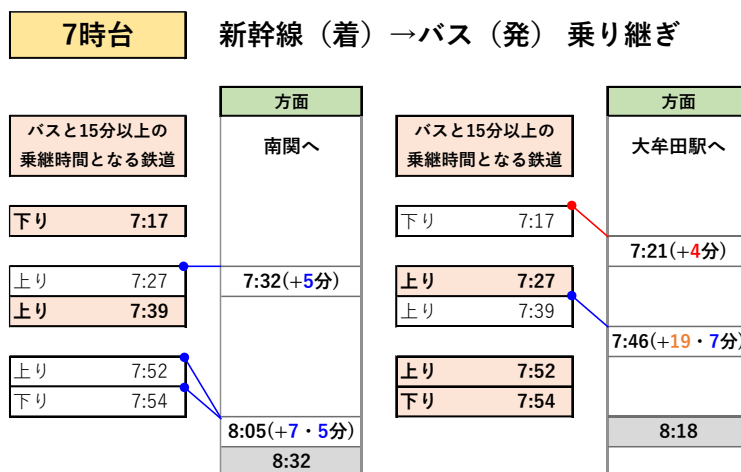 7時台 新幹線（着）→バス（発） 乗り継ぎ
方面
バスと15分以上の
乗継時間となる鉄道
南関へ
下り 7:17
上り 7:27
7:32(+5分)
上り 7:39
上り 7:52
下り 7:54
8:05(+7・5分)
8:32
方面
バスと15分以上の
乗継時間となる鉄道
大牟田駅へ
下り 7:17
7:21(+4分)
上り 7:27
上り 7:39
7:46(+19・7分)
上り 7:52
下り 7:54
8:18